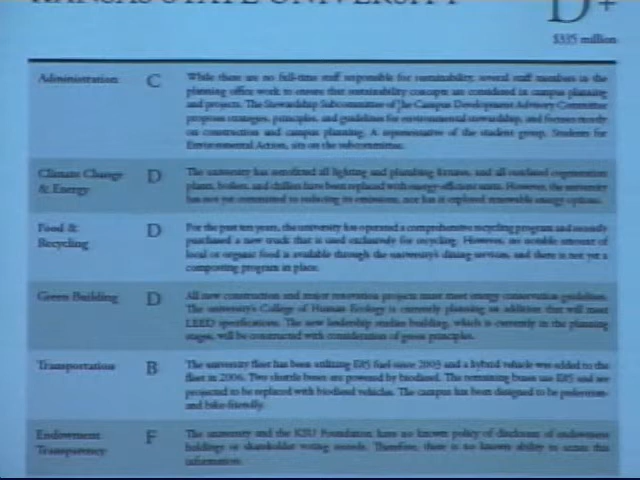 KANSAS STATE UNIVERSITY
D+
$335 million
Administration C While there are no full-time staff responsible for sustainability, several staff members in the
planning office work to ensure that sustainability concepts are considered in campus planning
and projects. The Stewardship Subcommittee of the Campus Development Advisory Committee
proposes strategies, principles, and guidelines for environmental stewardship, and focuses mostly
on construction and campus planning. A representative of the student group, Students for
Environmental Action, sits on the subcommittee.
Climate Change & Energy D The university has retrofitted all lighting and plumbing fixtures, and all outdated cogeneration
plants, boilers, and chillers have been replaced with energy-efficient units. However, the university
has not yet committed to reducing its emissions, nor has it explored renewable energy options.
Food & Recycling D For the past ten years, the university has operated a comprehensive recycling program and recently
purchased a new truck that is used exclusively for recycling. However, no notable amount of
local or organic food is available through the university's dining services, and there is not yet a
composting program in place.
Green Building D All new construction and major renovation projects must meet energy conservation guidelines.
The university's College of Human Ecology is currently planning an addition that will meet
LEED specifications. The new leadership studies building, which is currently in the planning
stages, will be constructed with consideration of green principles.
Transportation B The university fleet has been utilizing E85 fuel since 2003 and a hybrid vehicle was added to the
fleet in 2006. Two shuttle buses are powered by biodiesel. The remaining buses use E85 and are
projected to be replaced with biodiesel vehicles. The campus has been designed to be pedestrian-
and bike-friendly.
Endowment Transparency F The university and the KSU Foundation have no known policy of disclosure of endowment
holdings or shareholder voting records. Therefore, there is no known ability to access this
information.